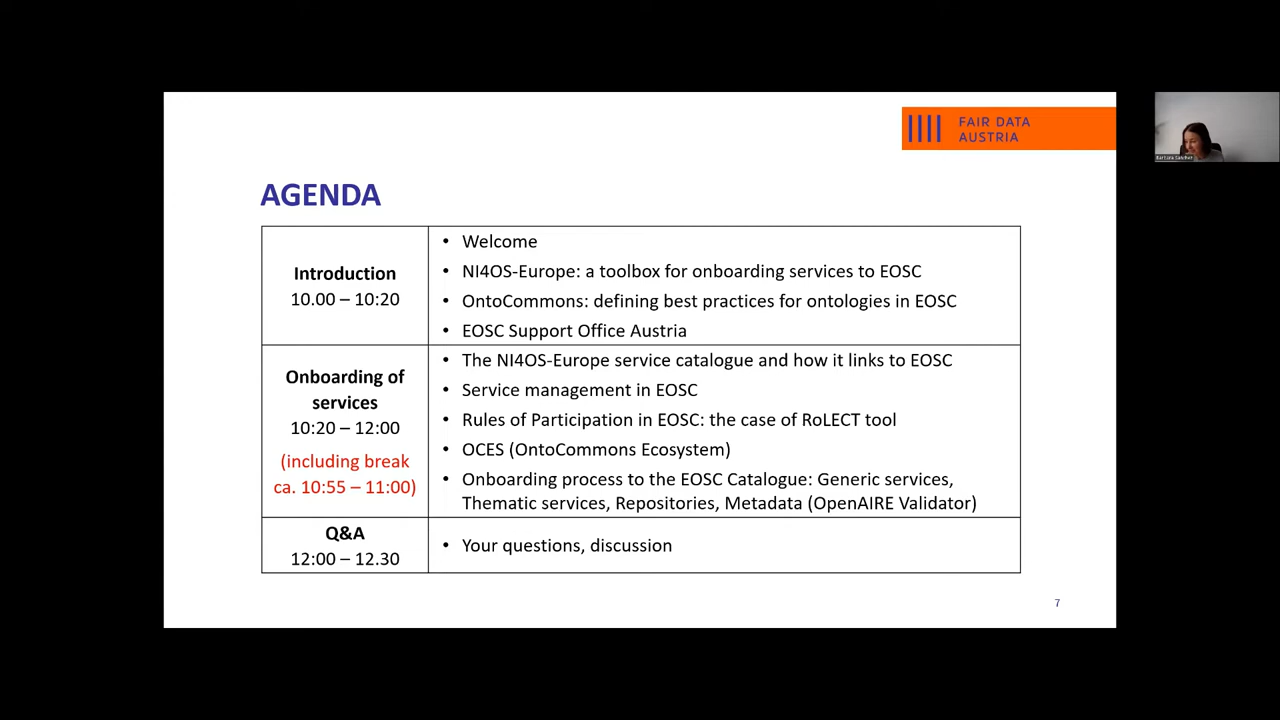 FAIR DATA
AUSTRIA
Barbara Sanchez
AGENDA
Introduction
10.00 – 10:20
• Welcome
• NI4OS-Europe: a toolbox for onboarding services to EOSC
• OntoCommons: defining best practices for ontologies in EOSC
• EOSC Support Office Austria
Onboarding of
services
10:20 – 12:00
(including break
ca. 10:55 – 11:00)
• The NI4OS-Europe service catalogue and how it links to EOSC
• Service management in EOSC
• Rules of Participation in EOSC: the case of RoLECT tool
• OCES (OntoCommons Ecosystem)
• Onboarding process to the EOSC Catalogue: Generic services,
Thematic services, Repositories, Metadata (OpenAIRE Validator)
Q&A
12:00 – 12.30
• Your questions, discussion
7